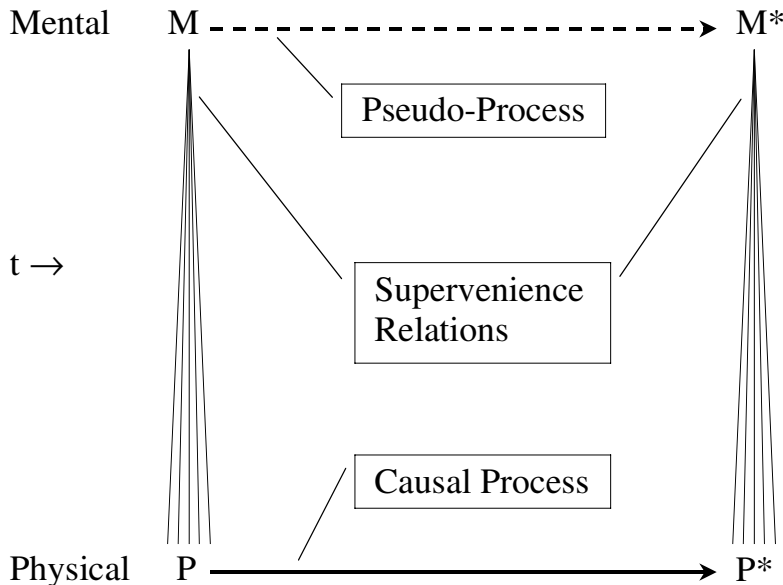 Mental M M*
Pseudo-Process
t →
Supervenience
Relations
Causal Process
Physical P P*